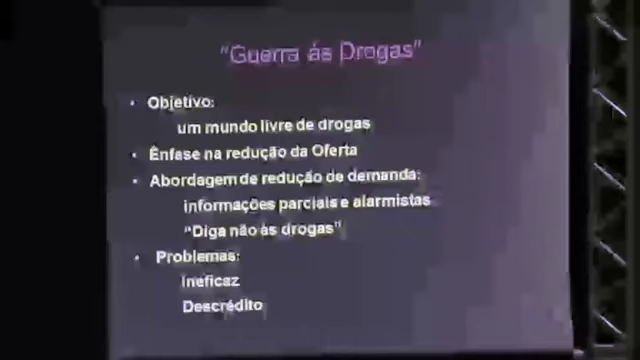 "Guerra ás Drogas"
• Objetivo:
um mundo livre de drogas
• Ênfase na redução da Oferta
• Abordagem de redução de demanda:
informações parciais e alarmistas
"Diga não às drogas"
• Problemas:
Ineficaz
Descrédito